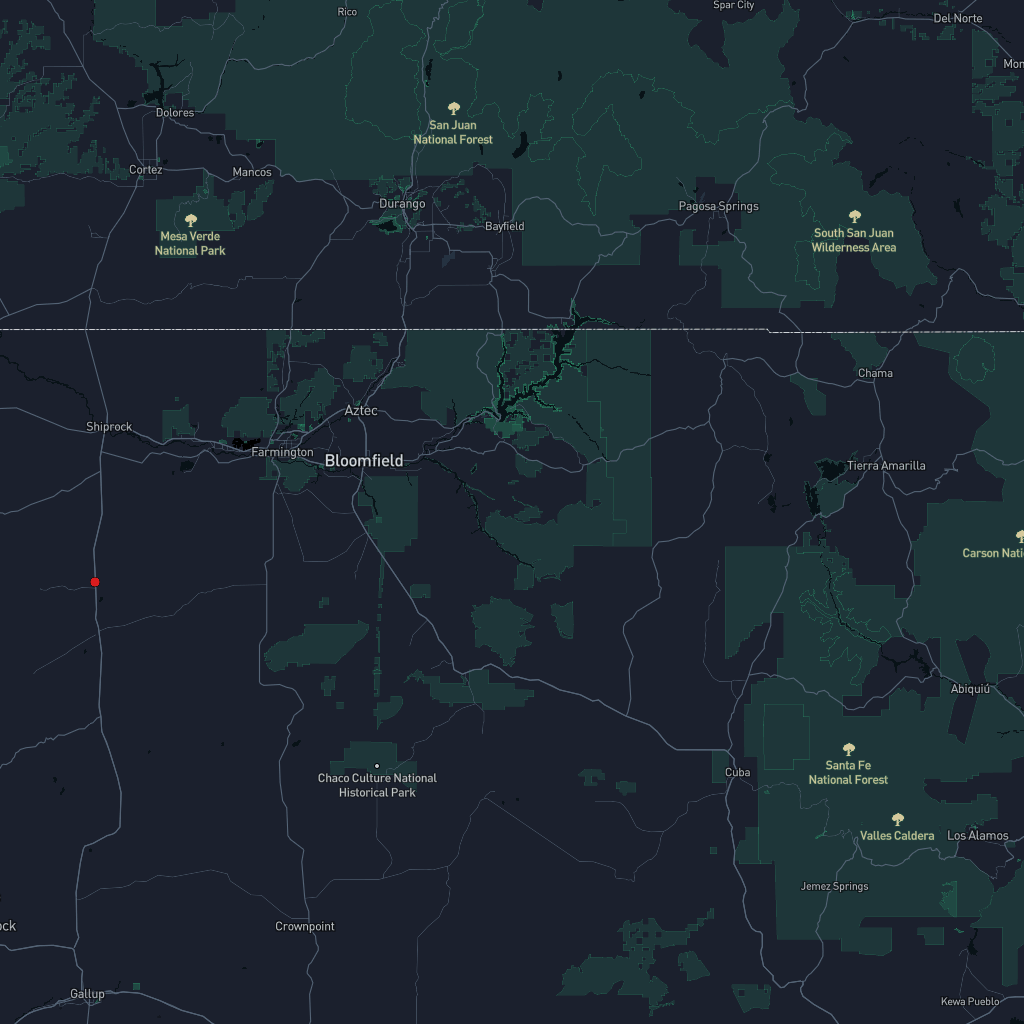 Spar City
Rico
Del Norte
Mon
Dolores
San Juan
National Forest
Cortez
Mancos
Durango
Pagosa Springs
Bayfield
Mesa Verde
National Park
South San Juan
Wilderness Area
Chama
Aztec
Shiprock
Farmington
Bloomfield
Tierra Amarilla
Carson Nati
Abiquiú
Santa Fe
National Forest
Cuba
Chaco Culture National
Historical Park
Valles Caldera
Los Alamos
Jemez Springs
ock
Crownpoint
Gallup
Kewa Pueblo